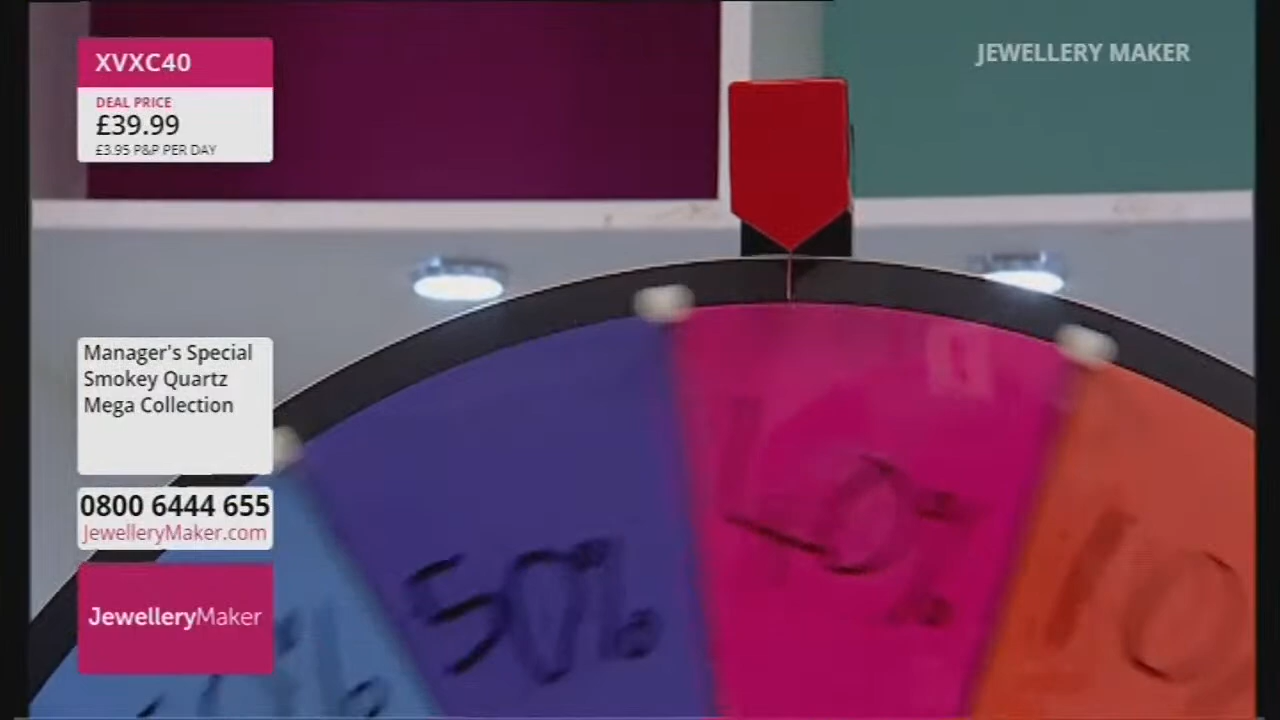 XVXC40
DEAL PRICE
£39.99
£3.95 P&P PER DAY
JEWELLERY MAKER
Manager's Special
Smokey Quartz
Mega Collection
0800 6444 655
JewelleryMaker.com
JewelleryMaker
50%
10